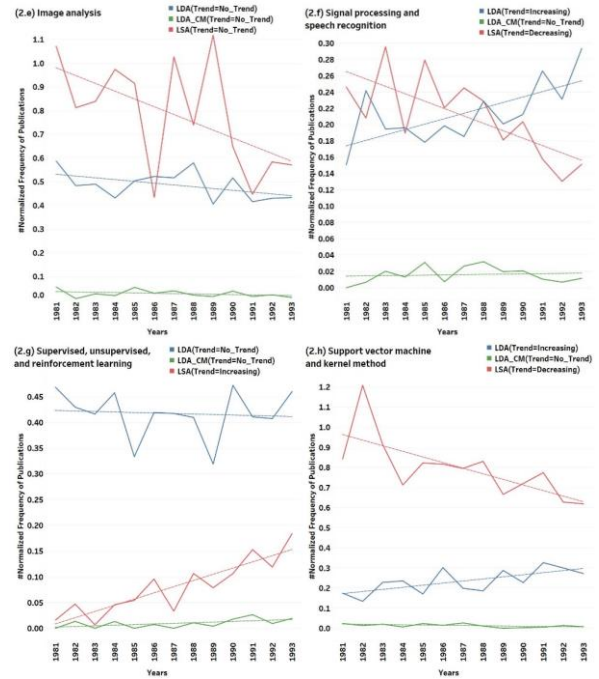 (2.e) Image analysis
LDA(Trend=No_Trend)
LDA_CM(Trend=No_Trend)
LSA(Trend=No_Trend)
#Normalized Frequency of Publications
1.1
1.0
0.9
0.8
0.7
0.6
0.5
0.4
0.3
0.2
0.1
0.0
1981 1982 1983 1984 1985 1986 1987 1988 1989 1990 1991 1992 1993
Years
(2.f) Signal processing and
speech recognition
LDA(Trend=Increasing)
LDA_CM(Trend=No_Trend)
LSA(Trend=Decreasing)
#Normalized Frequency of Publications
0.30
0.28
0.26
0.24
0.22
0.20
0.18
0.16
0.14
0.12
0.10
0.08
0.06
0.04
0.02
0.00
1981 1982 1983 1984 1985 1986 1987 1988 1989 1990 1991 1992 1993
Years
(2.g) Supervised, unsupervised,
and reinforcement learning
LDA(Trend=No_Trend)
LDA_CM(Trend=No_Trend)
LSA(Trend=Increasing)
#Normalized Frequency of Publications
0.45
0.40
0.35
0.30
0.25
0.20
0.15
0.10
0.05
0.00
1981 1982 1983 1984 1985 1986 1987 1988 1989 1990 1991 1992 1993
Years
(2.h) Support vector machine
and kernel method
LDA(Trend=Increasing)
LDA_CM(Trend=No_Trend)
LSA(Trend=Decreasing)
#Normalized Frequency of Publications
1.2
1.1
1.0
0.9
0.8
0.7
0.6
0.5
0.4
0.3
0.2
0.1
0.0
1981 1982 1983 1984 1985 1986 1987 1988 1989 1990 1991 1992 1993
Years